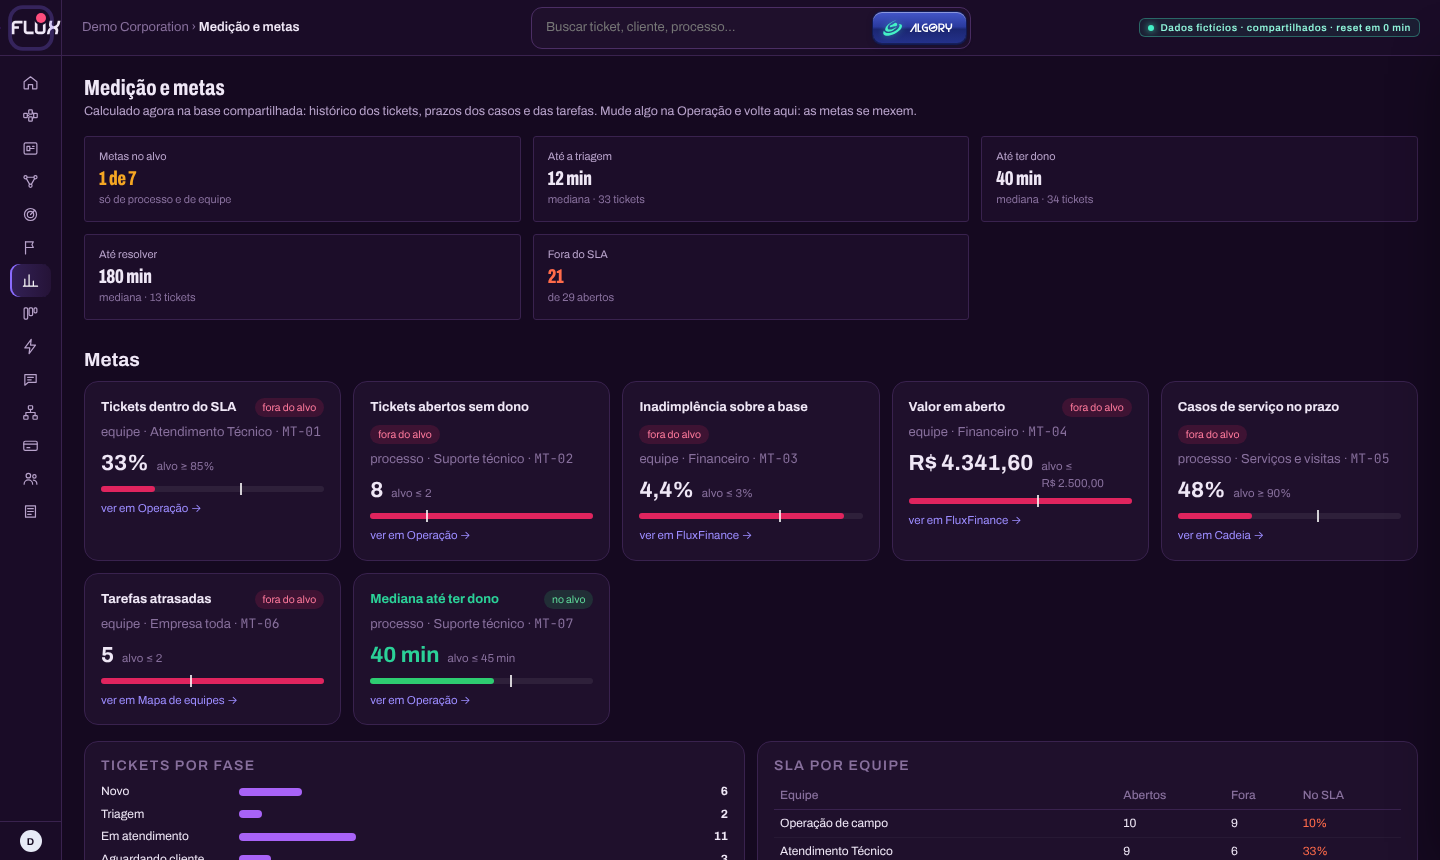 FLUX
Demo Corporation › Medição e metas
Buscar ticket, cliente, processo...
ALGORY
Dados fictícios · compartilhados · reset em 0 min
Medição e metas
Calculado agora na base compartilhada: histórico dos tickets, prazos dos casos e das tarefas. Mude algo na Operação e volte aqui: as metas se mexem.
Metas no alvo
1 de 7
só de processo e de equipe
Até a triagem
12 min
mediana · 33 tickets
Até ter dono
40 min
mediana · 34 tickets
Até resolver
180 min
mediana · 13 tickets
Fora do SLA
21
de 29 abertos
Metas
Tickets dentro do SLA fora do alvo
equipe · Atendimento Técnico · MT-01
33% alvo ≥ 85%
ver em Operação →
Tickets abertos sem dono
fora do alvo
processo · Suporte técnico · MT-02
8 alvo ≤ 2
ver em Operação →
Inadimplência sobre a base
fora do alvo
equipe · Financeiro · MT-03
4,4% alvo ≤ 3%
ver em FluxFinance →
Valor em aberto fora do alvo
equipe · Financeiro · MT-04
R$ 4.341,60 alvo ≤
R$ 2.500,00
ver em FluxFinance →
Casos de serviço no prazo
fora do alvo
processo · Serviços e visitas · MT-05
48% alvo ≥ 90%
ver em Cadeia →
Tarefas atrasadas fora do alvo
equipe · Empresa toda · MT-06
5 alvo ≤ 2
ver em Mapa de equipes →
Mediana até ter dono no alvo
processo · Suporte técnico · MT-07
40 min alvo ≤ 45 min
ver em Operação →
TICKETS POR FASE
Novo 6
Triagem 2
Em atendimento 11
Aguardando cliente 3
SLA POR EQUIPE
Equipe Abertos Fora No SLA
Operação de campo 10 9 10%
Atendimento Técnico 9 6 33%
D